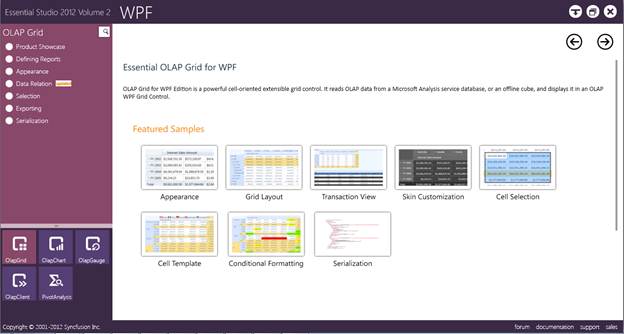 Essential Studio 2012 Volume 2
WPF
OLAP Grid
Product Showcase
Defining Reports
Appearance
Data Relation
Selection
Exporting
Serialization
Essential OLAP Grid for WPF
OLAP Grid for WPF Edition is a powerful cell-oriented extensible grid control. It reads OLAP data from a Microsoft Analysis service database, or an offline cube, and displays it in an OLAP
WPF Grid Control.
Featured Samples
Appearance
Grid Layout
Transaction View
Skin Customization
Cell Selection
Cell Template
Conditional Formatting
Serialization
OlapGrid
OlapChart
OlapGauge
OlapClient
PivotAnalysis
Copyright © 2001-2012 Syncfusion Inc.
forum documentation support sales